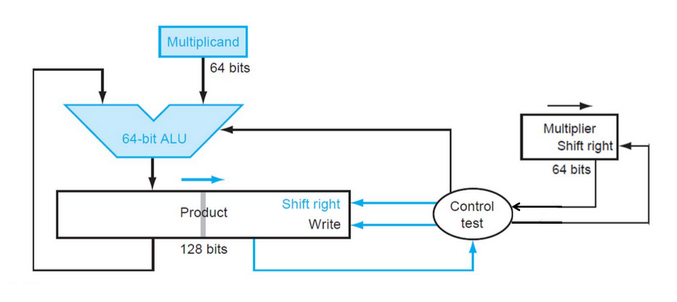 Multiplicand
64 bits
64-bit ALU
Multiplier
Shift right
64 bits
Product
Shift right
Write
128 bits
Control
test